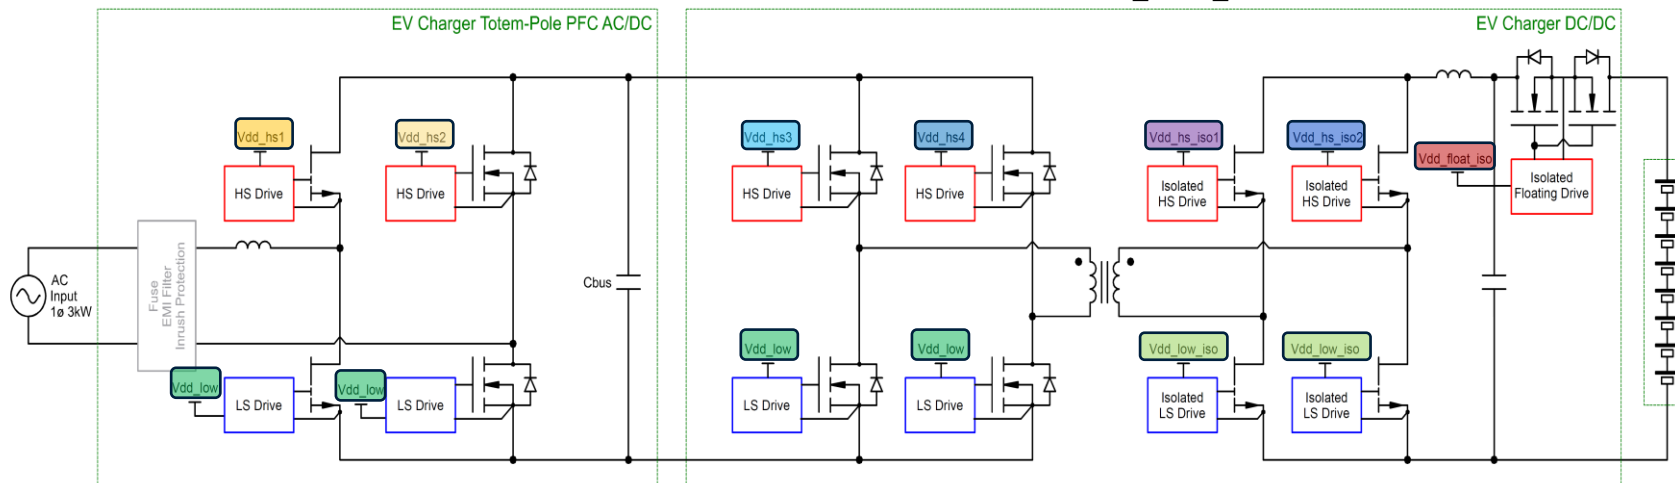 EV Charger Totem-Pole PFC AC/DC
EV Charger DC/DC
Vdd_hs1
Vdd_hs2
Vdd_hs3
Vdd_hs4
Vdd_hs_iso1
Vdd_hs_iso2
Vdd_float_iso
HS Drive
HS Drive
HS Drive
HS Drive
Isolated
HS Drive
Isolated
HS Drive
Isolated
Floating Drive
AC
Input
1ø 3kW
Fuse
EMI Filter
Inrush Protection
Cbus
Vdd_low
Vdd_low
Vdd_low
Vdd_low
Vdd_low_iso
Vdd_low_iso
LS Drive
LS Drive
LS Drive
LS Drive
Isolated
LS Drive
Isolated
LS Drive